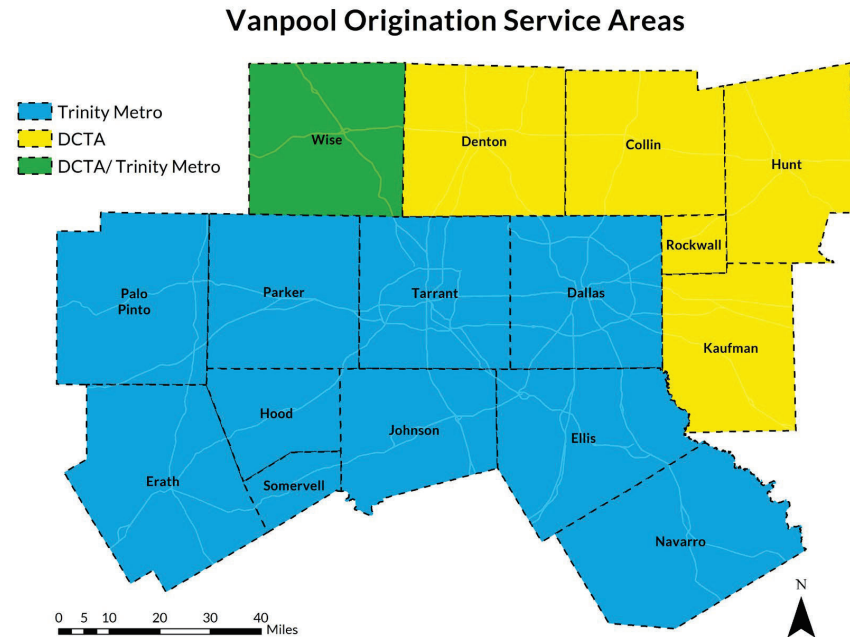 Vanpool Origination Service Areas
Trinity Metro
DCTA
DCTA/ Trinity Metro
Wise
Denton
Collin
Hunt
Rockwall
Palo
Pinto
Parker
Tarrant
Dallas
Kaufman
Hood
Johnson
Ellis
Erath
Somervell
Navarro
0 5 10 20 30 40
Miles
N